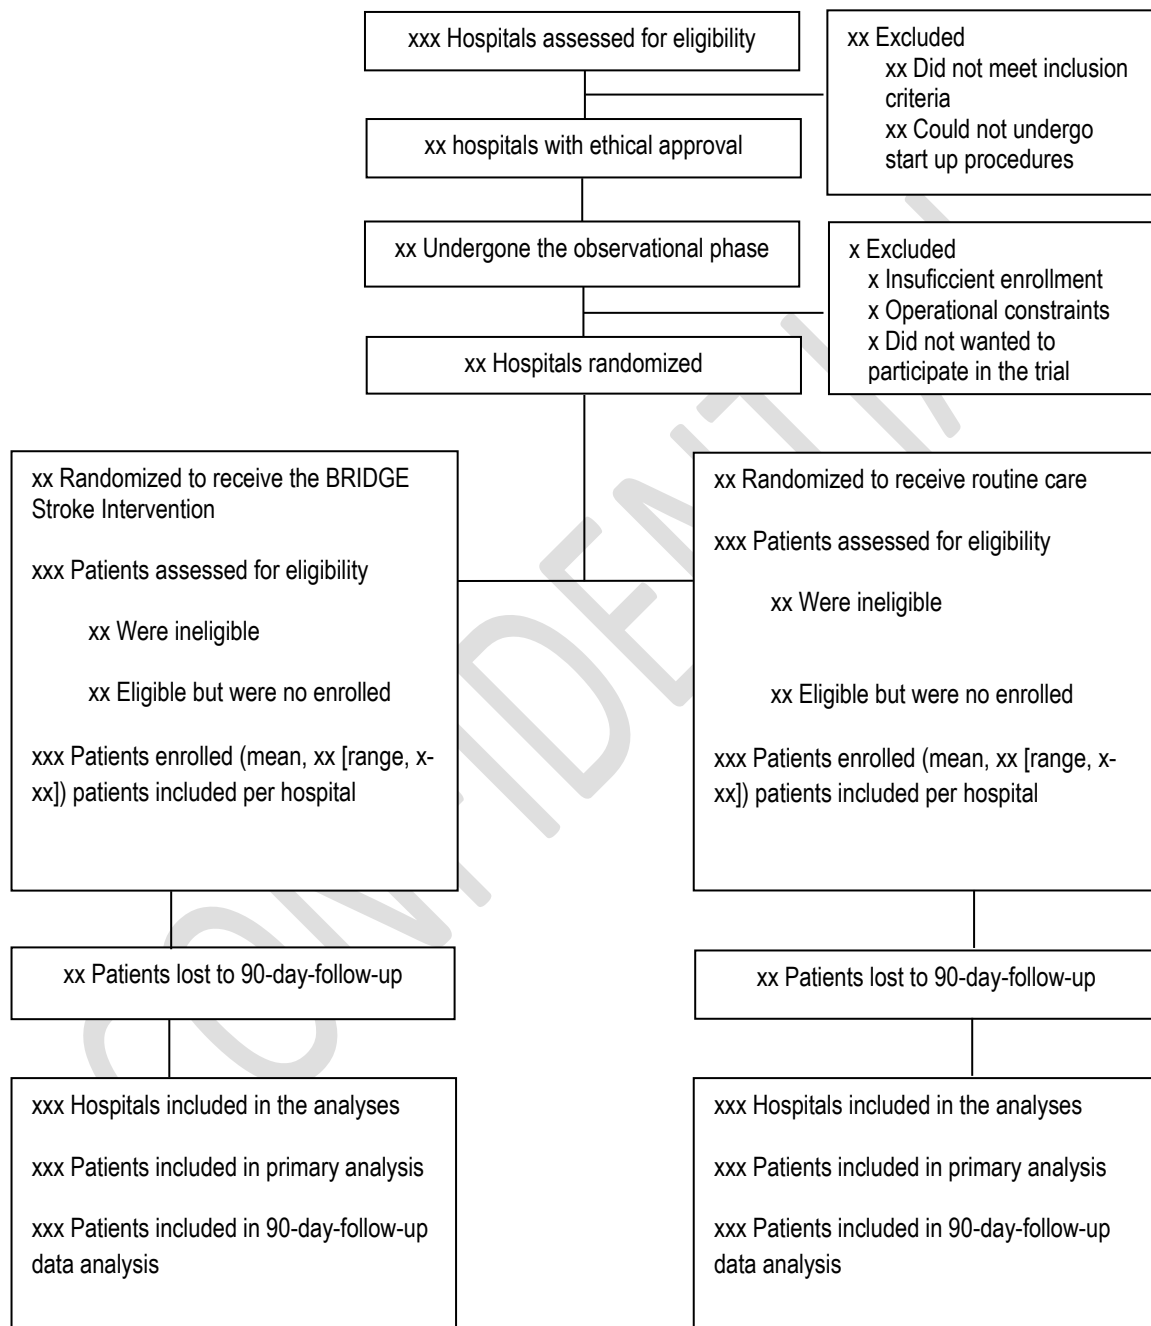 xxx Hospitals assessed for eligibility
xx Excluded
xx Did not meet inclusion
criteria
xx Could not undergo
start up procedures
xx hospitals with ethical approval
xx Undergone the observational phase
x Excluded
x Insuficcient enrollment
x Operational constraints
x Did not wanted to
participate in the trial
xx Hospitals randomized
xx Randomized to receive the BRIDGE
Stroke Intervention
xxx Patients assessed for eligibility
xx Were ineligible
xx Eligible but were no enrolled
xxx Patients enrolled (mean, xx [range, x-
xx]) patients included per hospital
xx Randomized to receive routine care
xxx Patients assessed for eligibility
xx Were ineligible
xx Eligible but were no enrolled
xxx Patients enrolled (mean, xx [range, x-
xx]) patients included per hospital
xx Patients lost to 90-day-follow-up
xx Patients lost to 90-day-follow-up
xxx Hospitals included in the analyses
xxx Patients included in primary analysis
xxx Patients included in 90-day-follow-up
data analysis
xxx Hospitals included in the analyses
xxx Patients included in primary analysis
xxx Patients included in 90-day-follow-up
data analysis
CONFIDENTIAL